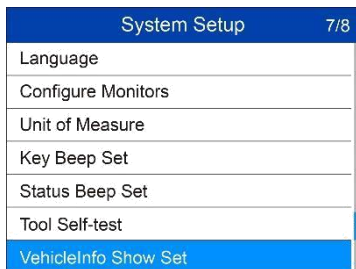 System Setup 7/8
Language
Configure Monitors
Unit of Measure
Key Beep Set
Status Beep Set
Tool Self-test
VehicleInfo Show Set